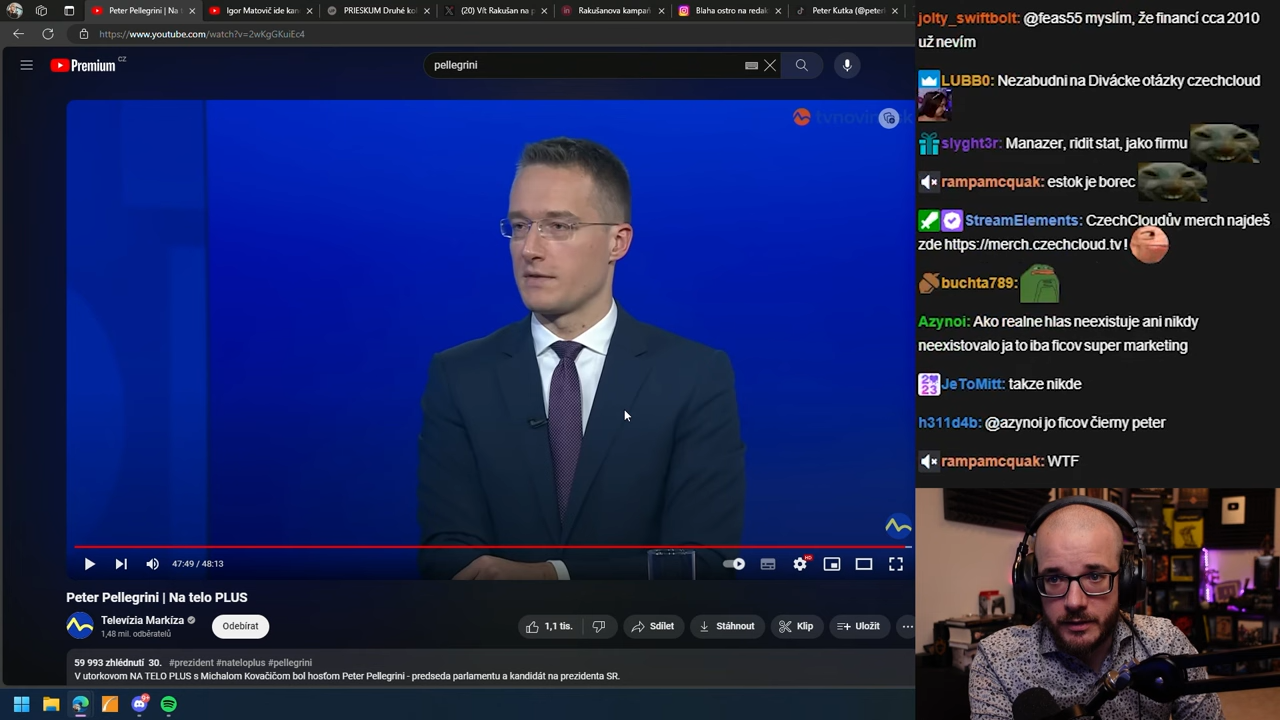 Peter Pellegrini | Na t
Igor Matovič ide kan
PRIESKUM Druhé kol
(20) Vít Rakušan na p
Rakušanova kampaň
Blaha ostro na redak
Peter Kutka (@peter
https://www.youtube.com/watch?v=2wKgGKuiEc4
Premium CZ
pellegrini
tvnovin
47:49 / 48:13
HD
Peter Pellegrini | Na telo PLUS
Televízia Markíza
1,48 mil. odběratelů
Odebírat
1,1 tis.
Sdílet
Stáhnout
Klip
Uložit
59 993 zhlédnutí 30. #prezident #nateloplus #pellegrini
V utorkovom NA TELO PLUS s Michalom Kovačičom bol hosťom Peter Pellegrini - predseda parlamentu a kandidát na prezidenta SR.
jolty_swiftbolt: @feas55 myslím, že financí cca 2010
už nevím
LUBB0: Nezabudni na Divácke otázky czechcloud
slyght3r: Manazer, ridit stat, jako firmu
rampamcquak: estok je borec
StreamElements: CzechCloudův merch najdeš
zde https://merch.czechcloud.tv !
buchta789:
Azynoi: Ako realne hlas neexistuje ani nikdy
neexistovalo ja to iba ficov super marketing
JeToMitt: takze nikde
h311d4b: @azynoi jo ficov čierny peter
rampamcquak: WTF